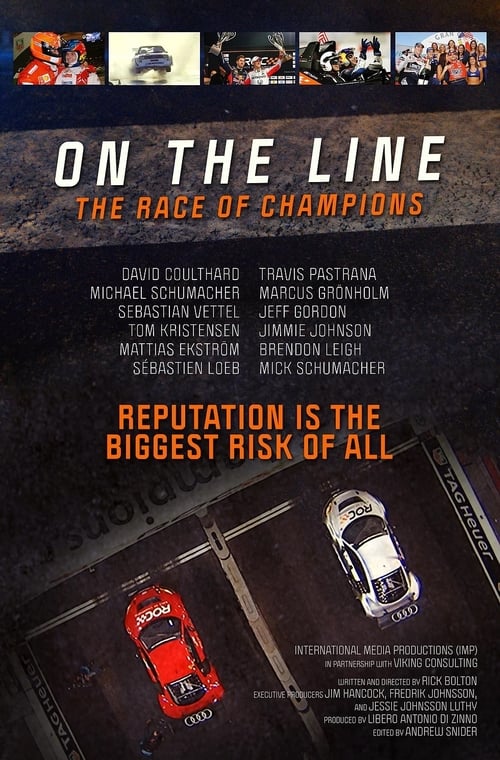 ON THE LINE
THE RACE OF CHAMPIONS
DAVID COULTHARD TRAVIS PASTRANA
MICHAEL SCHUMACHER MARCUS GRÖNHOLM
SEBASTIAN VETTEL JEFF GORDON
TOM KRISTENSEN JIMMIE JOHNSON
MATTIAS EKSTRÖM BRENDON LEIGH
SÉBASTIEN LOEB MICK SCHUMACHER
REPUTATION IS THE
BIGGEST RISK OF ALL
mpions
TAGHeuer
ROC
ROC
TAGHeuer
INTERNATIONAL MEDIA PRODUCTIONS (IMP)
IN PARTNERSHIP WITH VIKING CONSULTING
WRITTEN AND DIRECTED BY RICK BOLTON
EXECUTIVE PRODUCERS JIM HANCOCK, FREDRIK JOHNSSON,
AND JESSIE JOHNSSON LUTHY
PRODUCED BY LIBERO ANTONIO DI ZINNO
EDITED BY ANDREW SNIDER